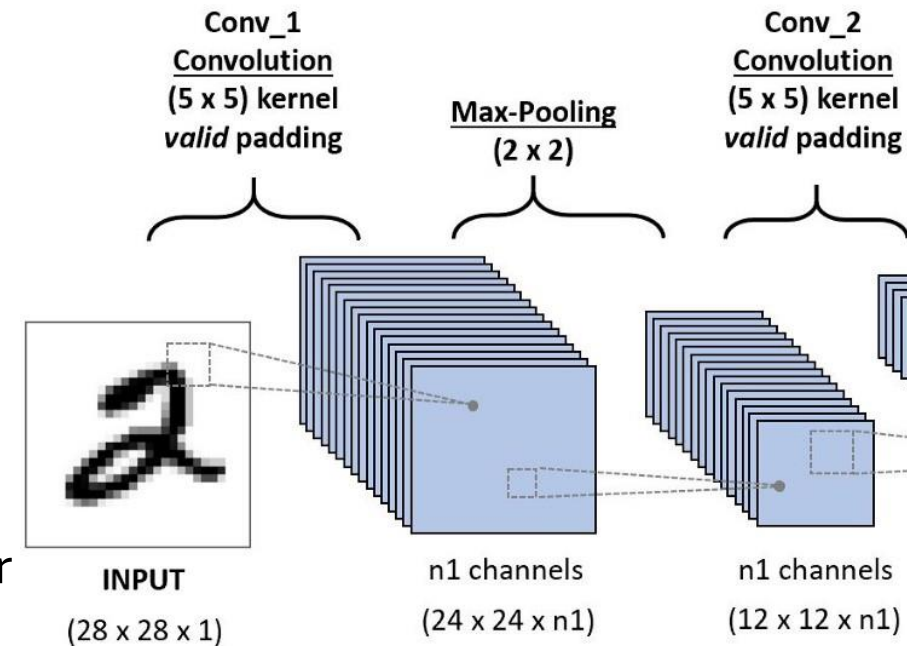 Conv_1
Convolution
(5 x 5) kernel
valid padding
Max-Pooling
(2 x 2)
Conv_2
Convolution
(5 x 5) kernel
valid padding
r
INPUT
(28 x 28 x 1)
n1 channels
(24 x 24 x n1)
n1 channels
(12 x 12 x n1)